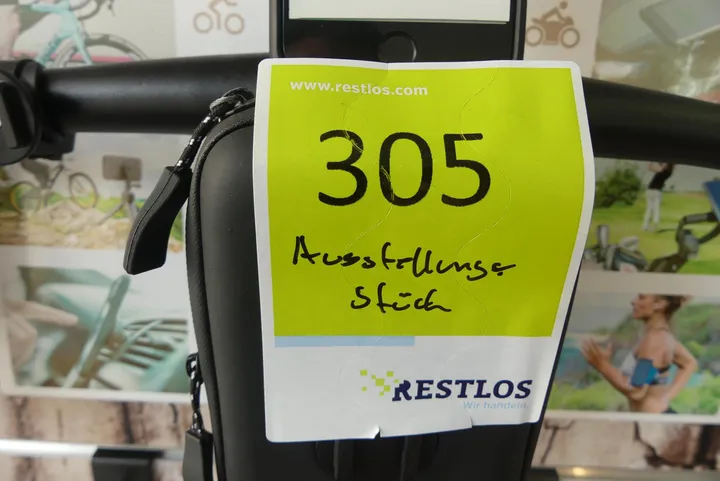 www.restlos.com
305
Ausstellungs
stück
RESTLOS
Wir handeln.